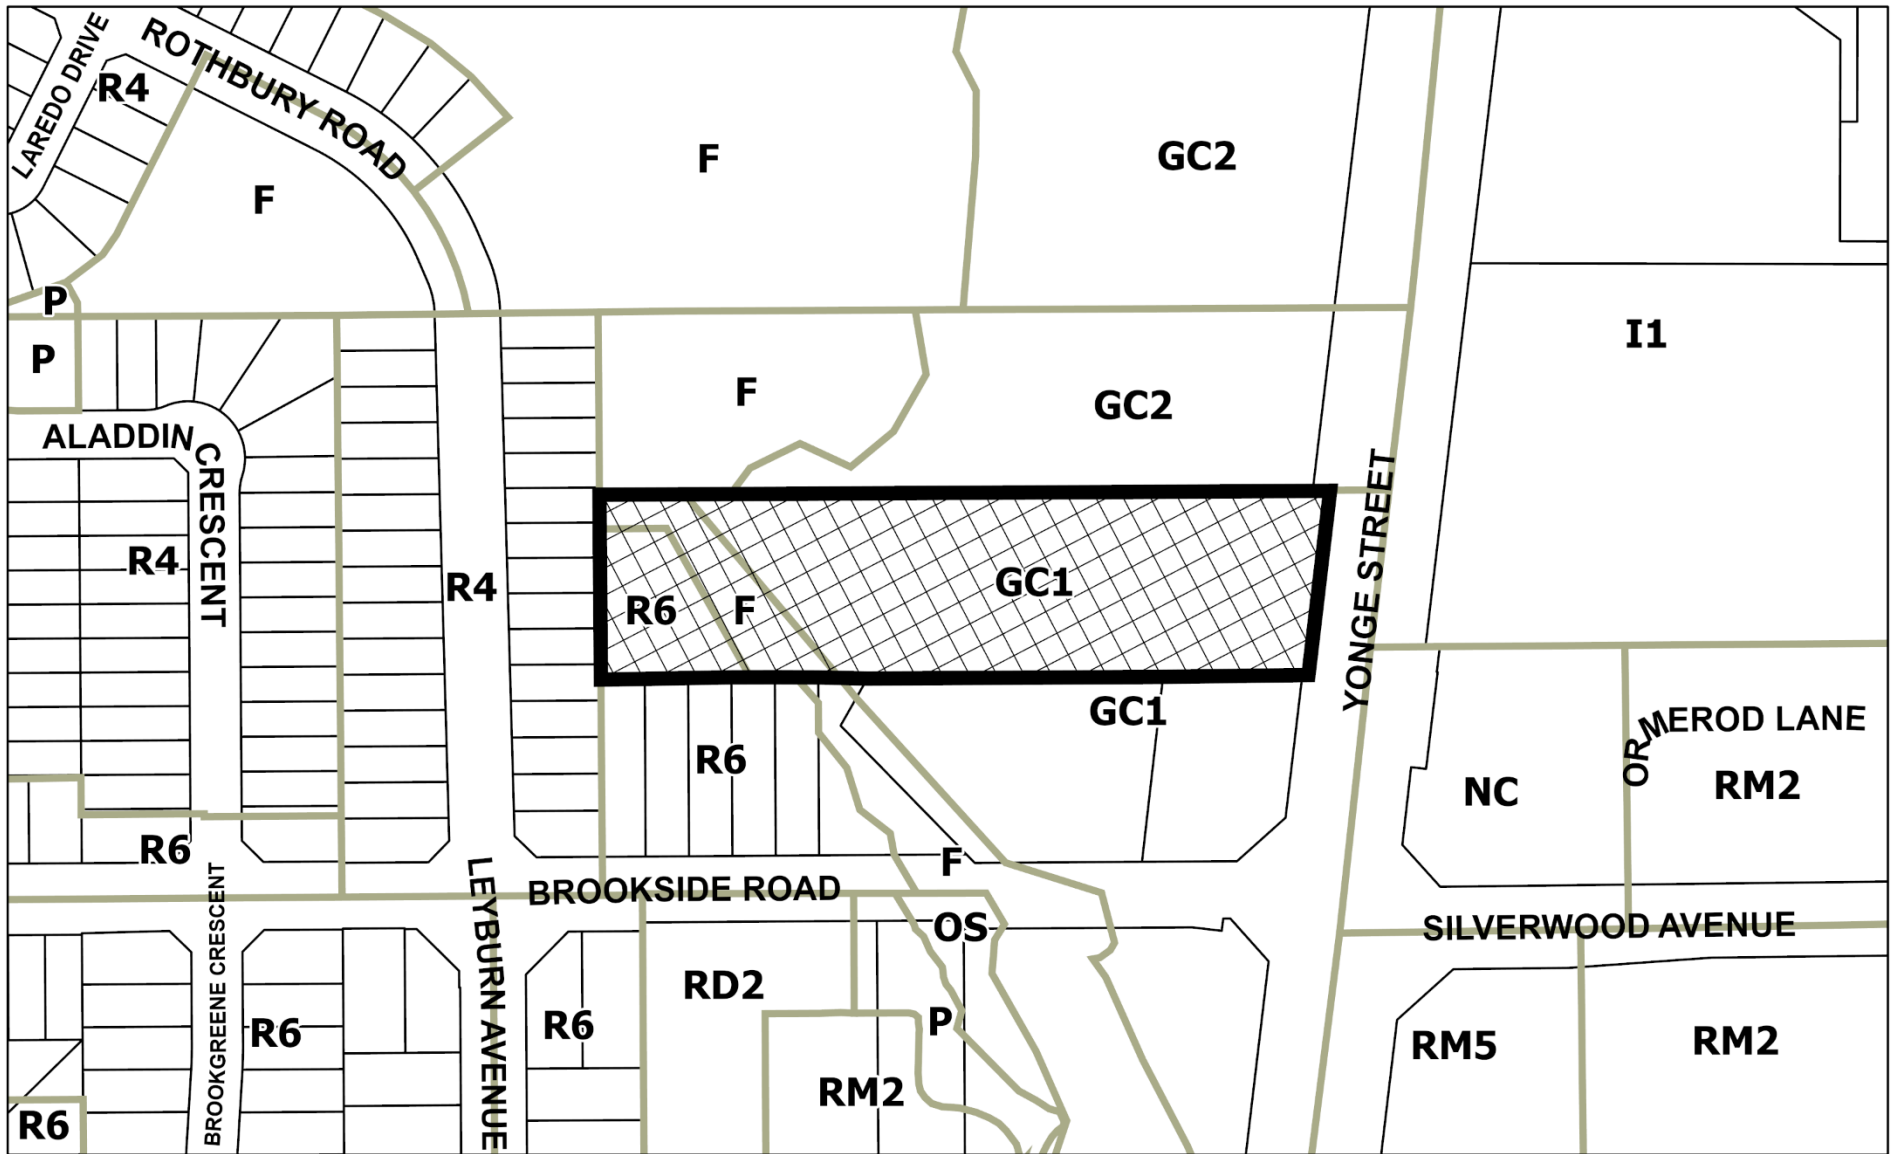 LAREDO DRIVE
ROTHBURY ROAD
R4
F
F
GC2
P
P
I1
F
GC2
ALADDIN
CRESCENT
R4
R4
R6
F
GC1
YONGE STREET
GC1
R6
ORMEROD LANE
NC
RM2
R6
F
BROOKSIDE ROAD
OS
SILVERWOOD AVENUE
BROOKGREENE CRESCENT
LEYBURN AVENUE
RD2
R6
R6
P
RM5
RM2
RM2
R6